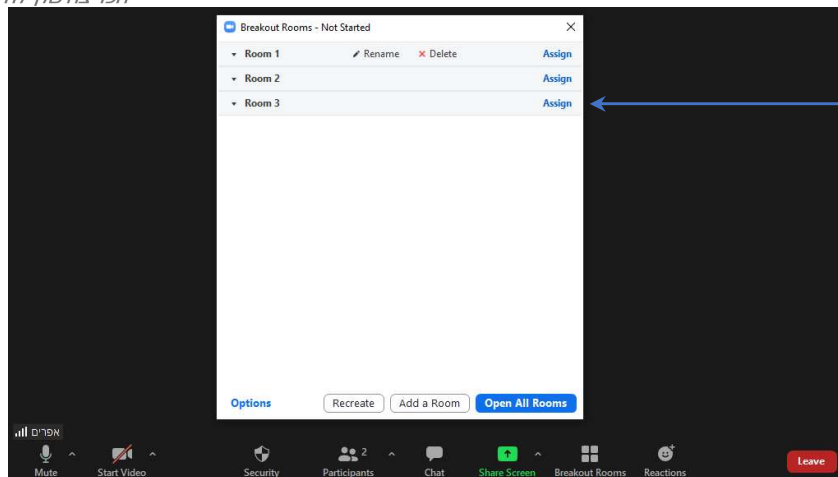 Breakout Rooms - Not Started
Room 1 Rename Delete Assign
Room 2 Assign
Room 3 Assign
Options Recreate Add a Room Open All Rooms
אפרים
Mute Start Video Security Participants 2 Chat Share Screen Breakout Rooms Reactions Leave